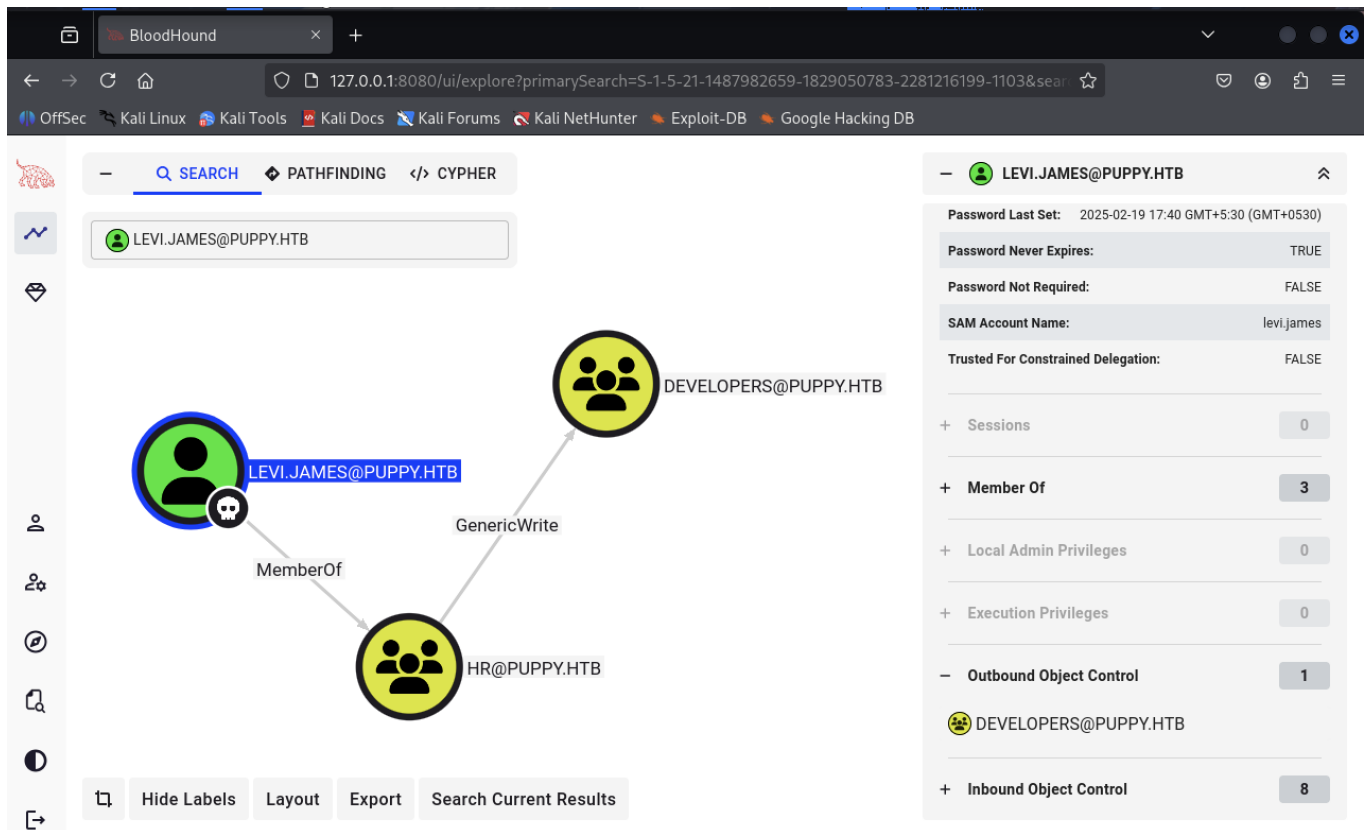 BloodHound
127.0.0.1:8080/ui/explore?primarySearch=S-1-5-21-1487982659-1829050783-2281216199-1103&sear
OffSec Kali Linux Kali Tools Kali Docs Kali Forums Kali NetHunter Exploit-DB Google Hacking DB
SEARCH PATHFINDING </> CYPHER
LEVI.JAMES@PUPPY.HTB
DEVELOPERS@PUPPY.HTB
LEVI.JAMES@PUPPY.HTB
GenericWrite
MemberOf
HR@PUPPY.HTB
Hide Labels Layout Export Search Current Results
LEVI.JAMES@PUPPY.HTB
Password Last Set: 2025-02-19 17:40 GMT+5:30 (GMT+0530)
Password Never Expires: TRUE
Password Not Required: FALSE
SAM Account Name: levi.james
Trusted For Constrained Delegation: FALSE
+ Sessions 0
+ Member Of 3
+ Local Admin Privileges 0
+ Execution Privileges 0
− Outbound Object Control 1
DEVELOPERS@PUPPY.HTB
+ Inbound Object Control 8